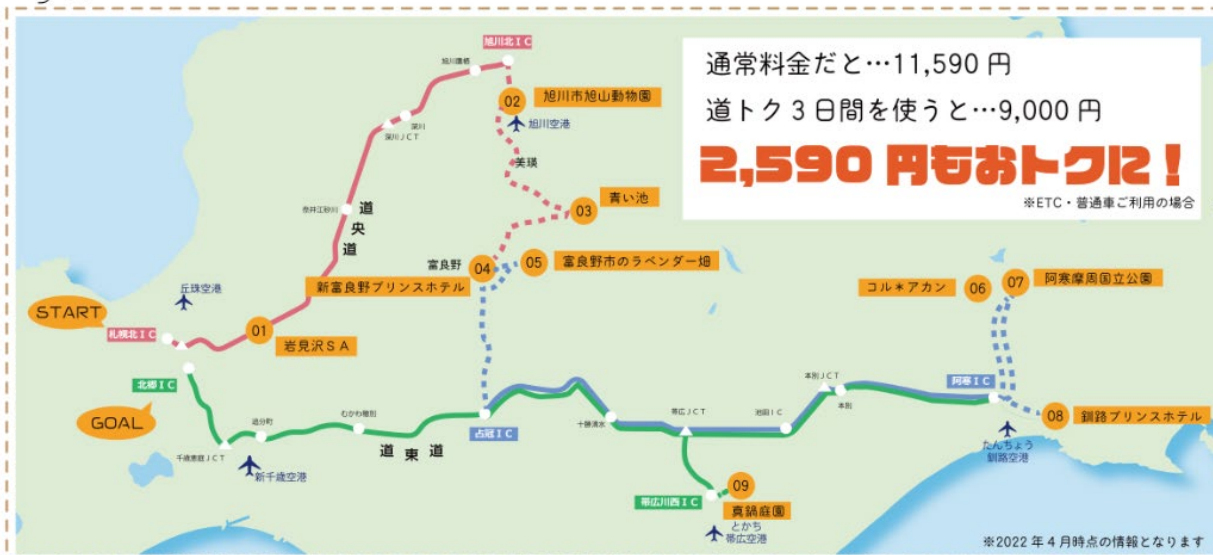 通常料金だと…11,590 円
道トク3日間を使うと…9,000 円
2,590 円もおトクに!
※ETC・普通車ご利用の場合
旭川北IC
旭川鷹栖
02
旭川市旭山動物園
旭川空港
深川
深川JCT
美瑛
03
青い池
奈井江砂川
道央道
富良野
04
05
富良野市のラベンダー畑
新富良野プリンスホテル
コル*アカン
06
07
阿寒摩周国立公園
丘珠空港
START
札幌北IC
01
岩見沢SA
北郷IC
GOAL
追分町
むかわ穂別
千歳恵庭JCT
新千歳空港
道東道
占冠IC
十勝清水
帯広JCT
池田IC
本別JCT
本別
阿寒IC
08
釧路プリンスホテル
たんちょう
釧路空港
帯広川西IC
09
真鍋庭園
とかち
帯広空港
※2022年4月時点の情報となります